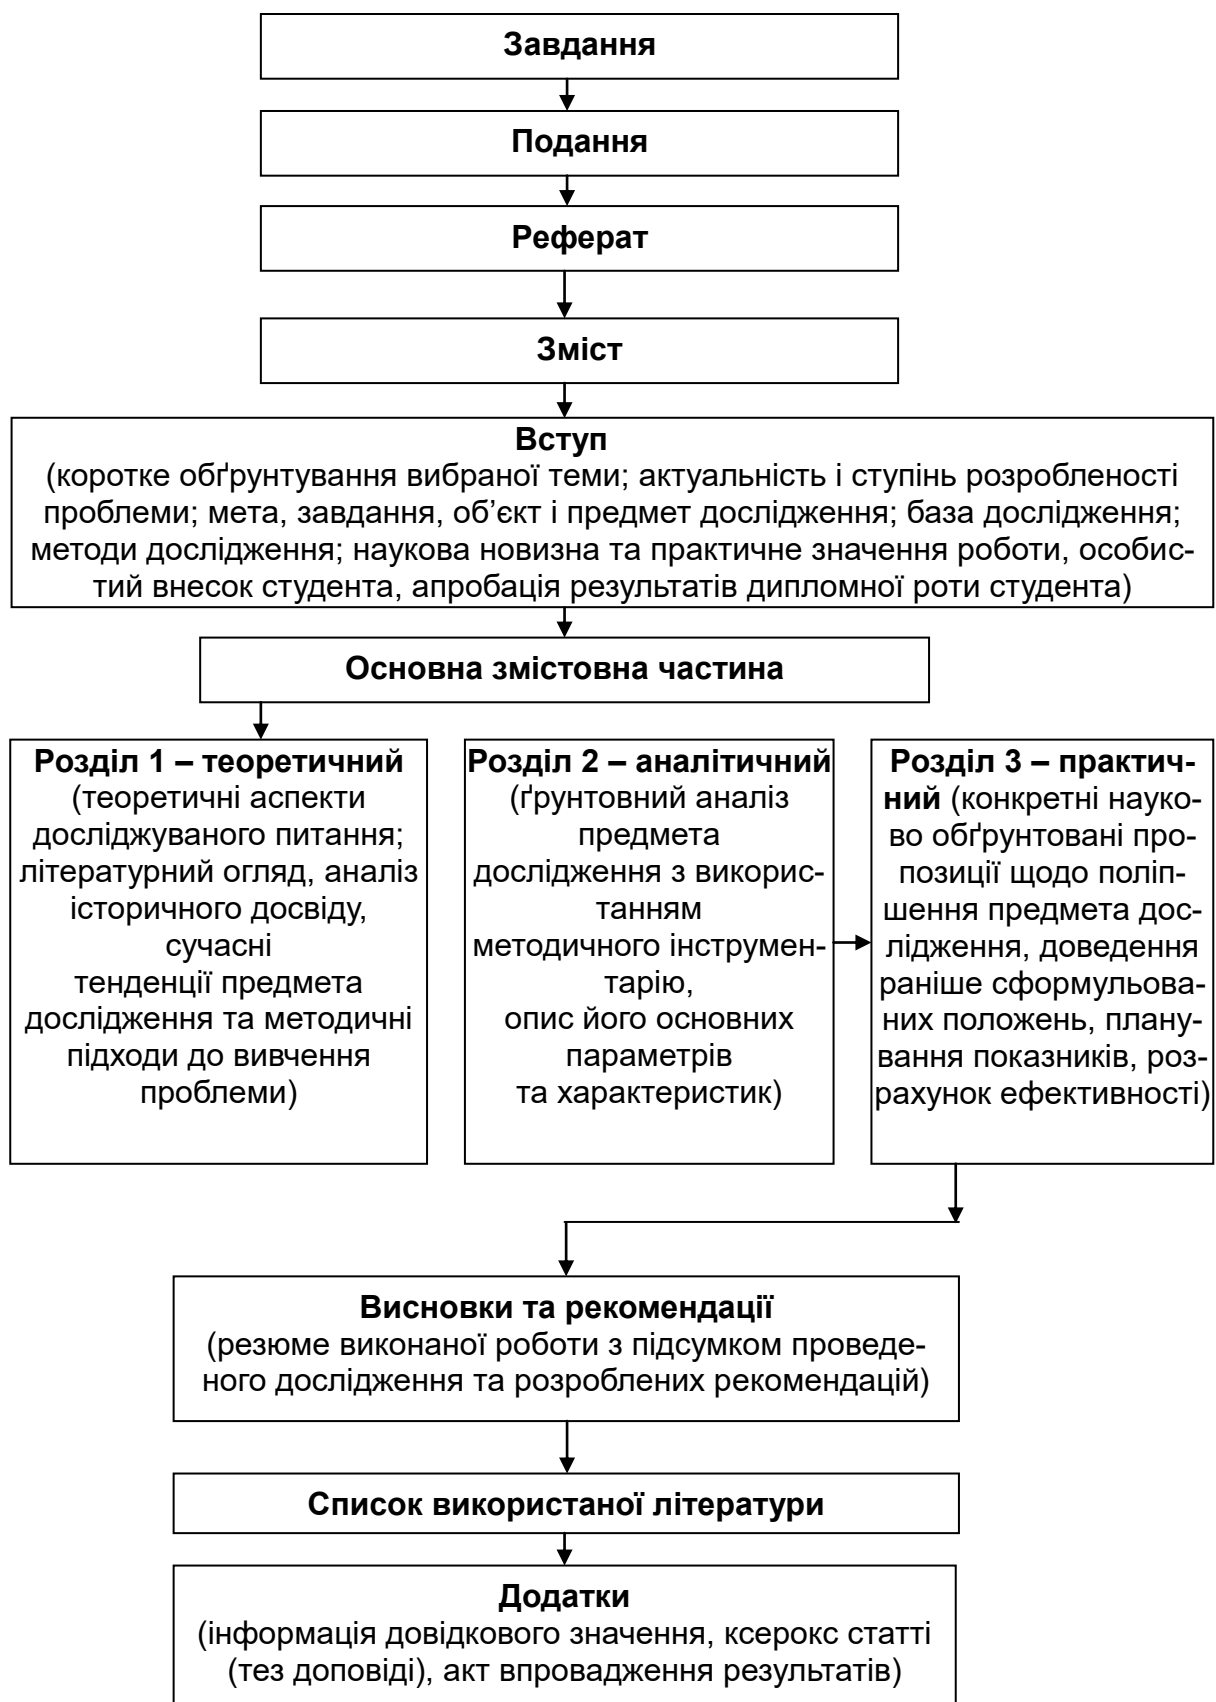 Завдання
Подання
Реферат
Зміст
Вступ
(коротке обґрунтування вибраної теми; актуальність і ступінь розробленості
проблеми; мета, завдання, об’єкт і предмет дослідження; база дослідження;
методи дослідження; наукова новизна та практичне значення роботи, особис-
тий внесок студента, апробація результатів дипломної роти студента)
Основна змістовна частина
Розділ 1 – теоретичний
(теоретичні аспекти
досліджуваного питання;
літературний огляд, аналіз
історичного досвіду,
сучасні
тенденції предмета
дослідження та методичні
підходи до вивчення
проблеми)
Розділ 2 – аналітичний
(ґрунтовний аналіз
предмета
дослідження з викорис-
танням
методичного інструмен-
тарію,
опис його основних
параметрів
та характеристик)
Розділ 3 – практич-
ний (конкретні науко-
во обґрунтовані про-
позиції щодо поліп-
шення предмета дос-
лідження, доведення
раніше сформульова-
них положень, плану-
вання показників, роз-
рахунок ефективності)
Висновки та рекомендації
(резюме виконаної роботи з підсумком проведе-
ного дослідження та розроблених рекомендацій)
Список використаної літератури
Додатки
(інформація довідкового значення, ксерокс статті
(тез доповіді), акт впровадження результатів)